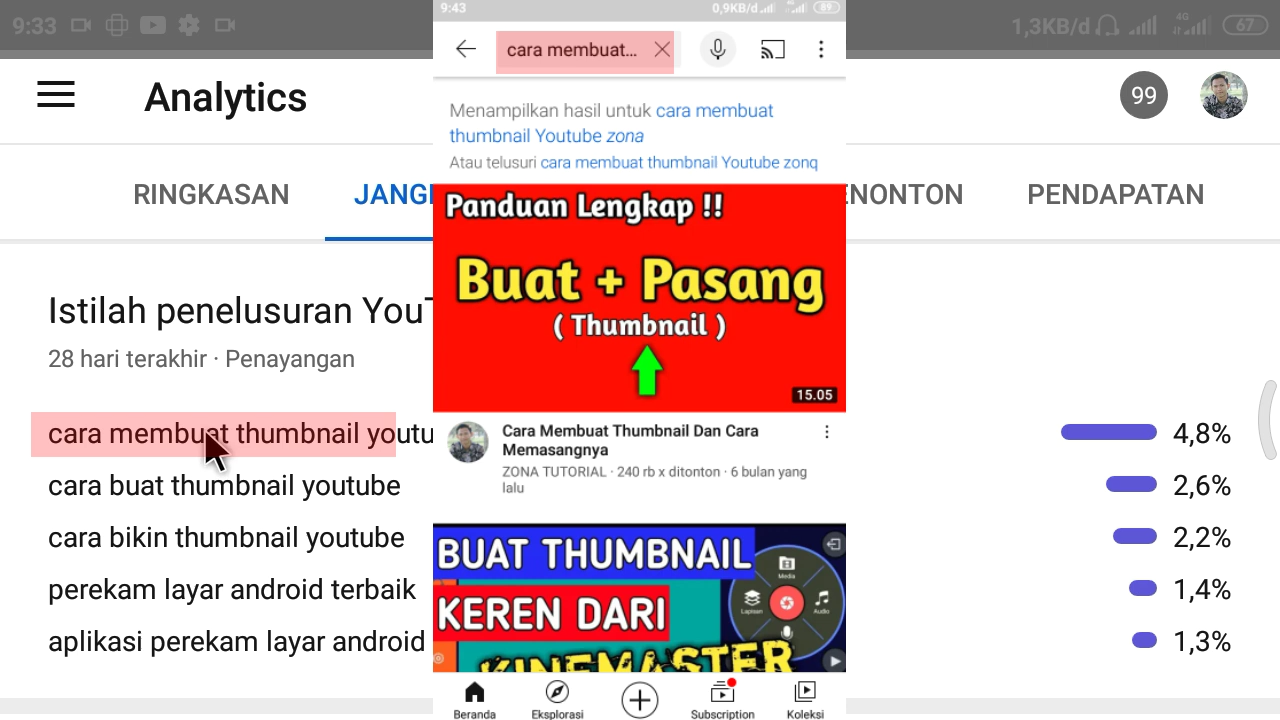 9:33
1,3KB/d
4G
67
Analytics
99
RINGKASAN
JANG
ENONTON
PENDAPATAN
Istilah penelusuran YouT
28 hari terakhir · Penayangan
cara membuat thumbnail youtu
4,8%
cara buat thumbnail youtube
2,6%
cara bikin thumbnail youtube
2,2%
perekam layar android terbaik
1,4%
aplikasi perekam layar android
1,3%
9:43
0,9KB/d
89
cara membuat...
Menampilkan hasil untuk cara membuat
thumbnail Youtube zona
Atau telusuri cara membuat thumbnail Youtube zonq
Panduan Lengkap !!
Buat + Pasang
( Thumbnail )
15.05
Cara Membuat Thumbnail Dan Cara
Memasangnya
ZONA TUTORIAL · 240 rb x ditonton · 6 bulan yang
lalu
BUAT THUMBNAIL
KEREN DARI
KINEMASTER
Media
Lapisan
Audio
Beranda
Eksplorasi
Subscription
Koleksi